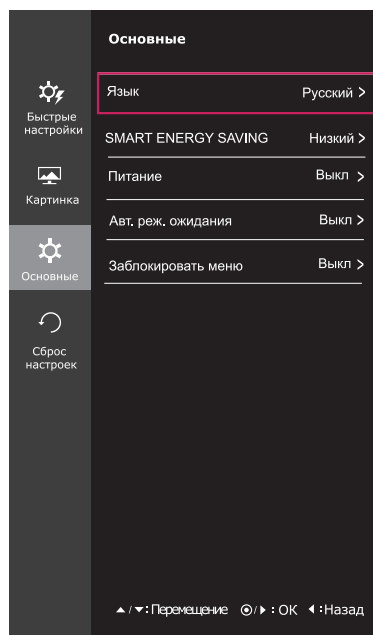 Основные
Быстрые
настройки
Картинка
Основные
Сброс
настроек
Язык Русский >
SMART ENERGY SAVING Низкий >
Питание Выкл >
Авт. реж. ожидания Выкл >
Заблокировать меню Выкл >
▲/▼:Перемещение ◉/▶:OK ◀:Назад